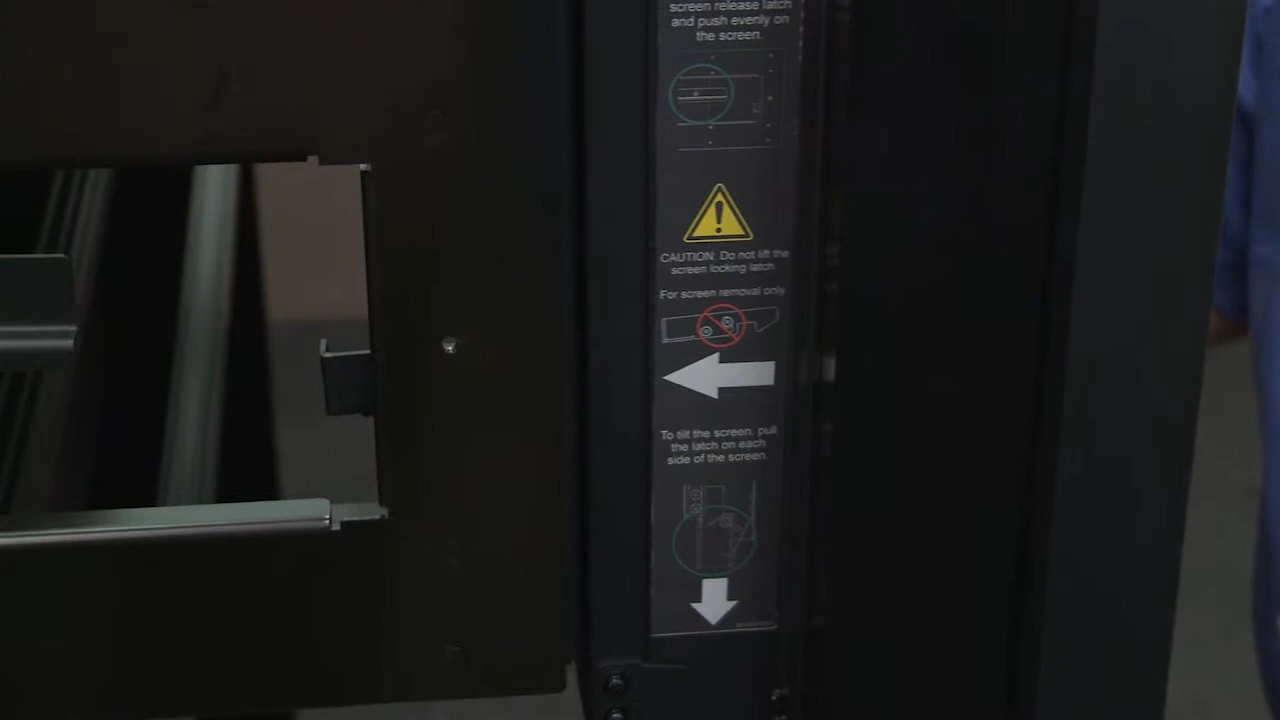 screen release latch
and push evenly on
the screen.
CAUTION: Do not lift the
screen locking latch
For screen removal only.
To tilt the screen, pull
the latch on each
side of the screen.